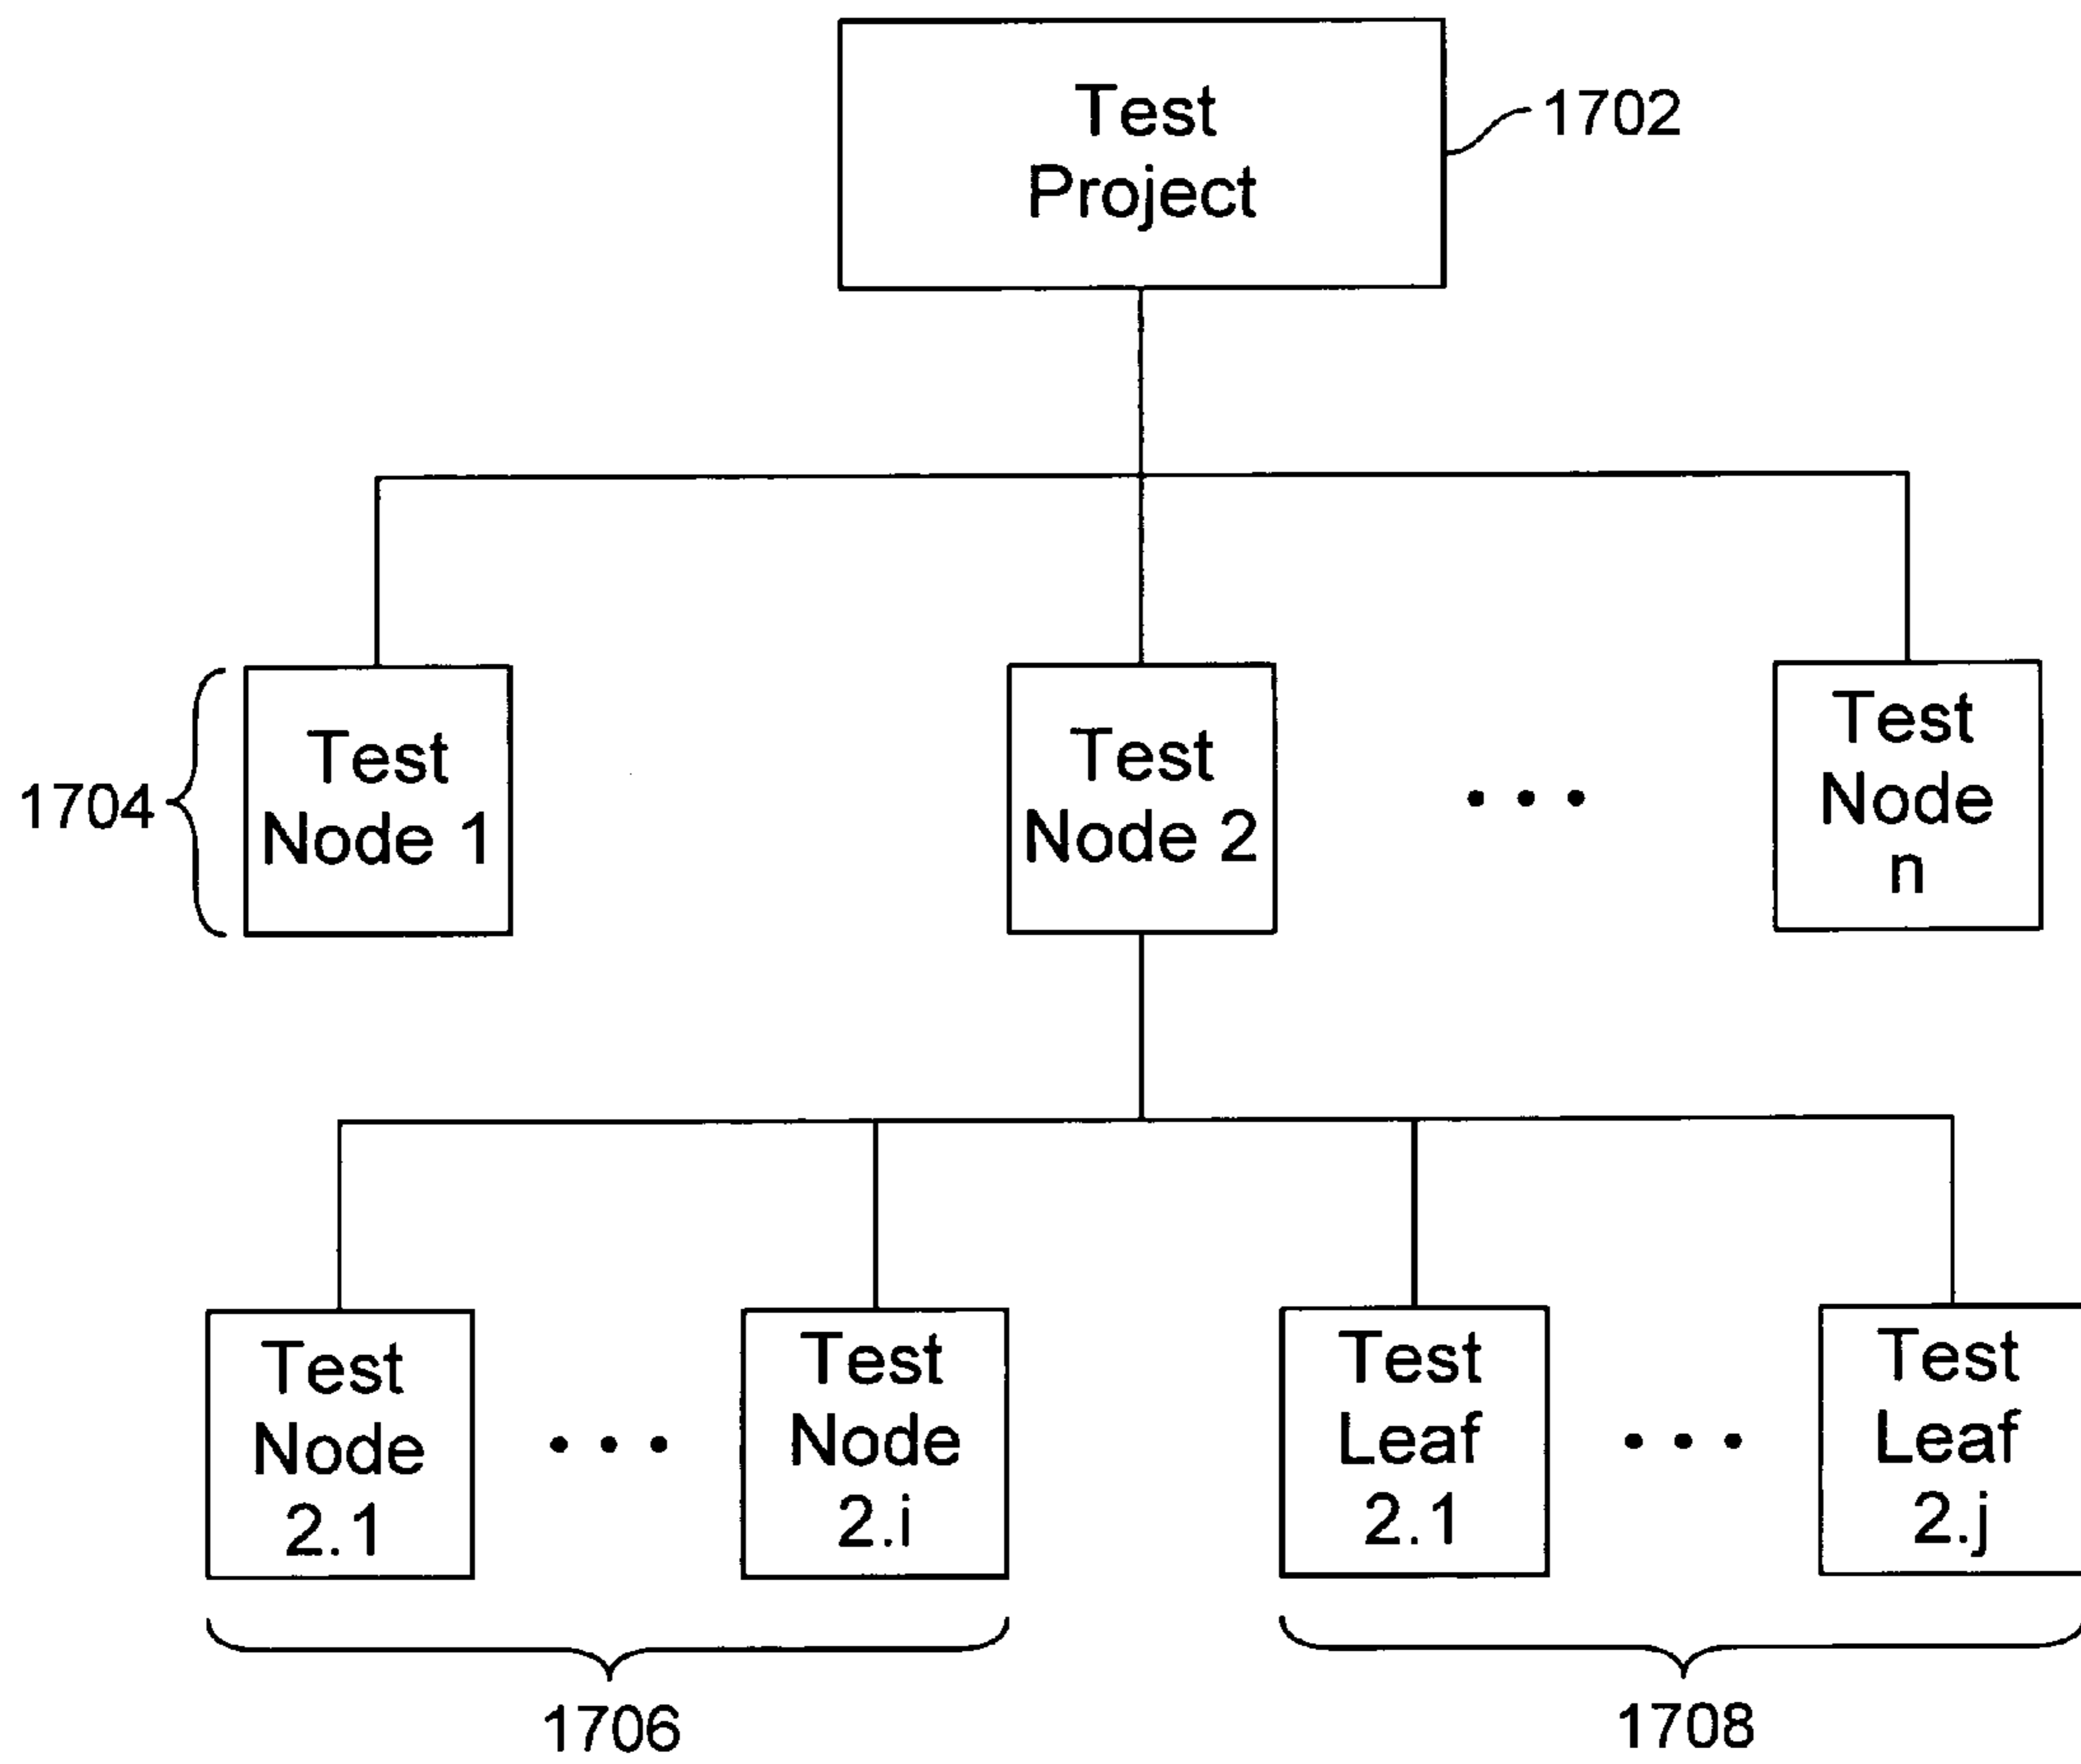 Test
Project
1702
1704
Test
Node 1
Test
Node 2
• • •
Test
Node
n
Test
Node
2.1
• • •
Test
Node
2.i
Test
Leaf
2.1
• • •
Test
Leaf
2.j
1706
1708